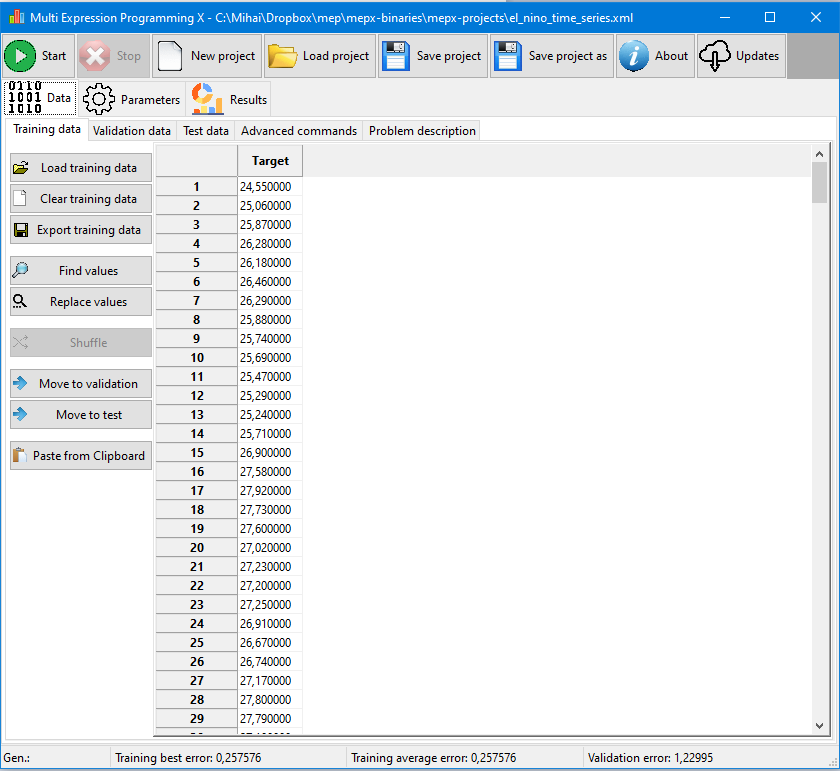 Multi Expression Programming X - C:\Mihai\Dropbox\mep\mepx-binaries\mepx-projects\el_nino_time_series.xml
Start Stop New project Load project Save project Save project as About Updates
0110
1001
1010
Data Parameters Results
Training data Validation data Test data Advanced commands Problem description
Load training data
Clear training data
Export training data
Find values
Replace values
Shuffle
Move to validation
Move to test
Paste from Clipboard
Target
1 24,550000
2 25,060000
3 25,870000
4 26,280000
5 26,180000
6 26,460000
7 26,290000
8 25,880000
9 25,740000
10 25,690000
11 25,470000
12 25,290000
13 25,240000
14 25,710000
15 26,900000
16 27,580000
17 27,920000
18 27,730000
19 27,600000
20 27,020000
21 27,230000
22 27,200000
23 27,250000
24 26,910000
25 26,670000
26 26,740000
27 27,170000
28 27,800000
29 27,790000
Gen.: Training best error: 0,257576 Training average error: 0,257576 Validation error: 1,22995